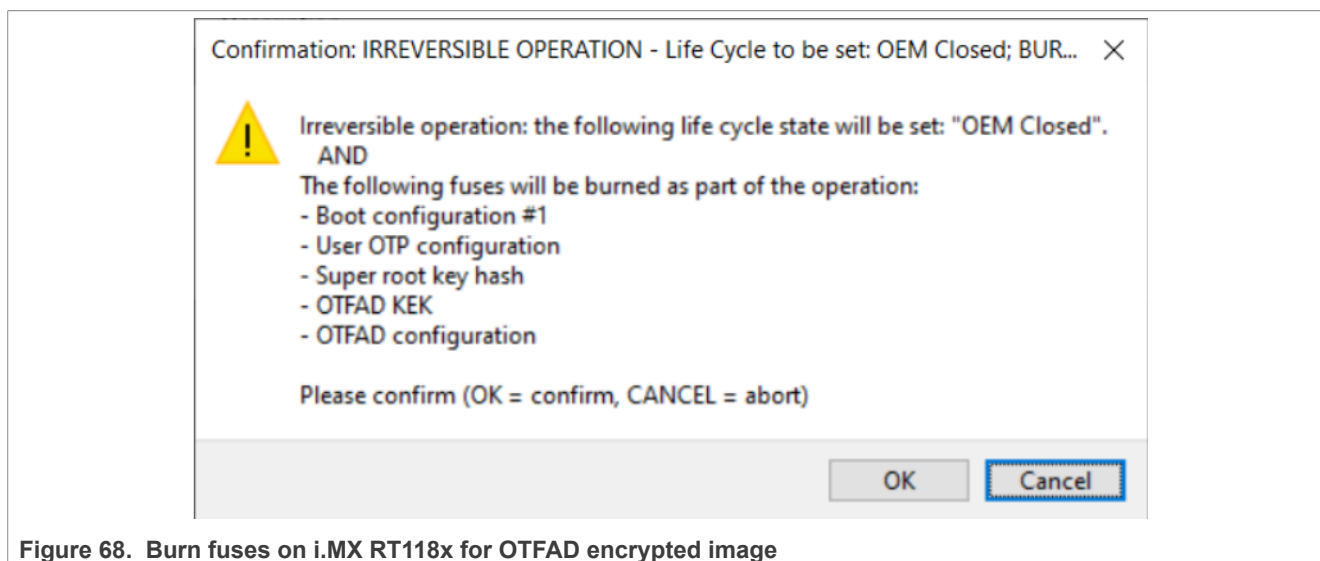 Confirmation: IRREVERSIBLE OPERATION - Life Cycle to be set: OEM Closed; BUR...
Irreversible operation: the following life cycle state will be set: "OEM Closed".
AND
The following fuses will be burned as part of the operation:
- Boot configuration #1
- User OTP configuration
- Super root key hash
- OTFAD KEK
- OTFAD configuration
Please confirm (OK = confirm, CANCEL = abort)
OK Cancel
Figure 68. Burn fuses on i.MX RT118x for OTFAD encrypted image